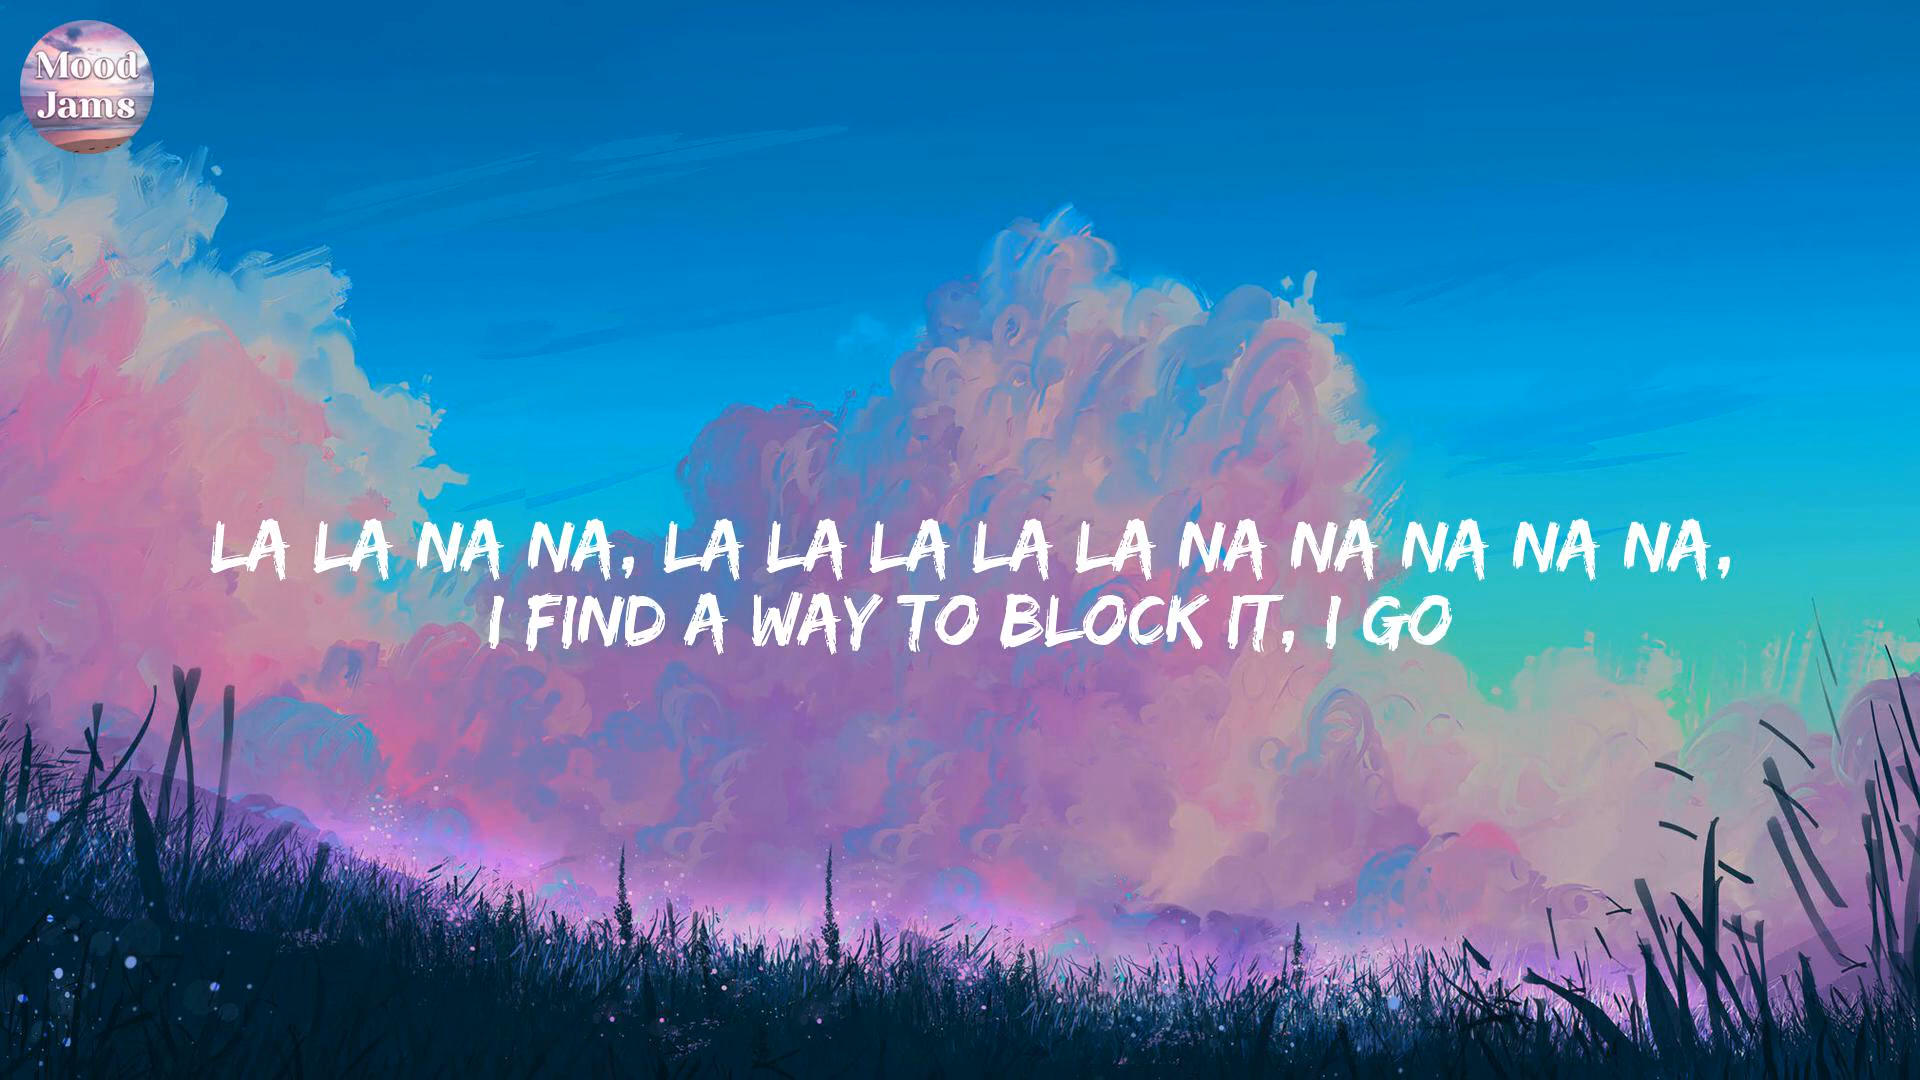 Mood
Jams
LA LA NA NA, LA LA LA LA LA NA NA NA NA NA,
I FIND A WAY TO BLOCK IT, I GO